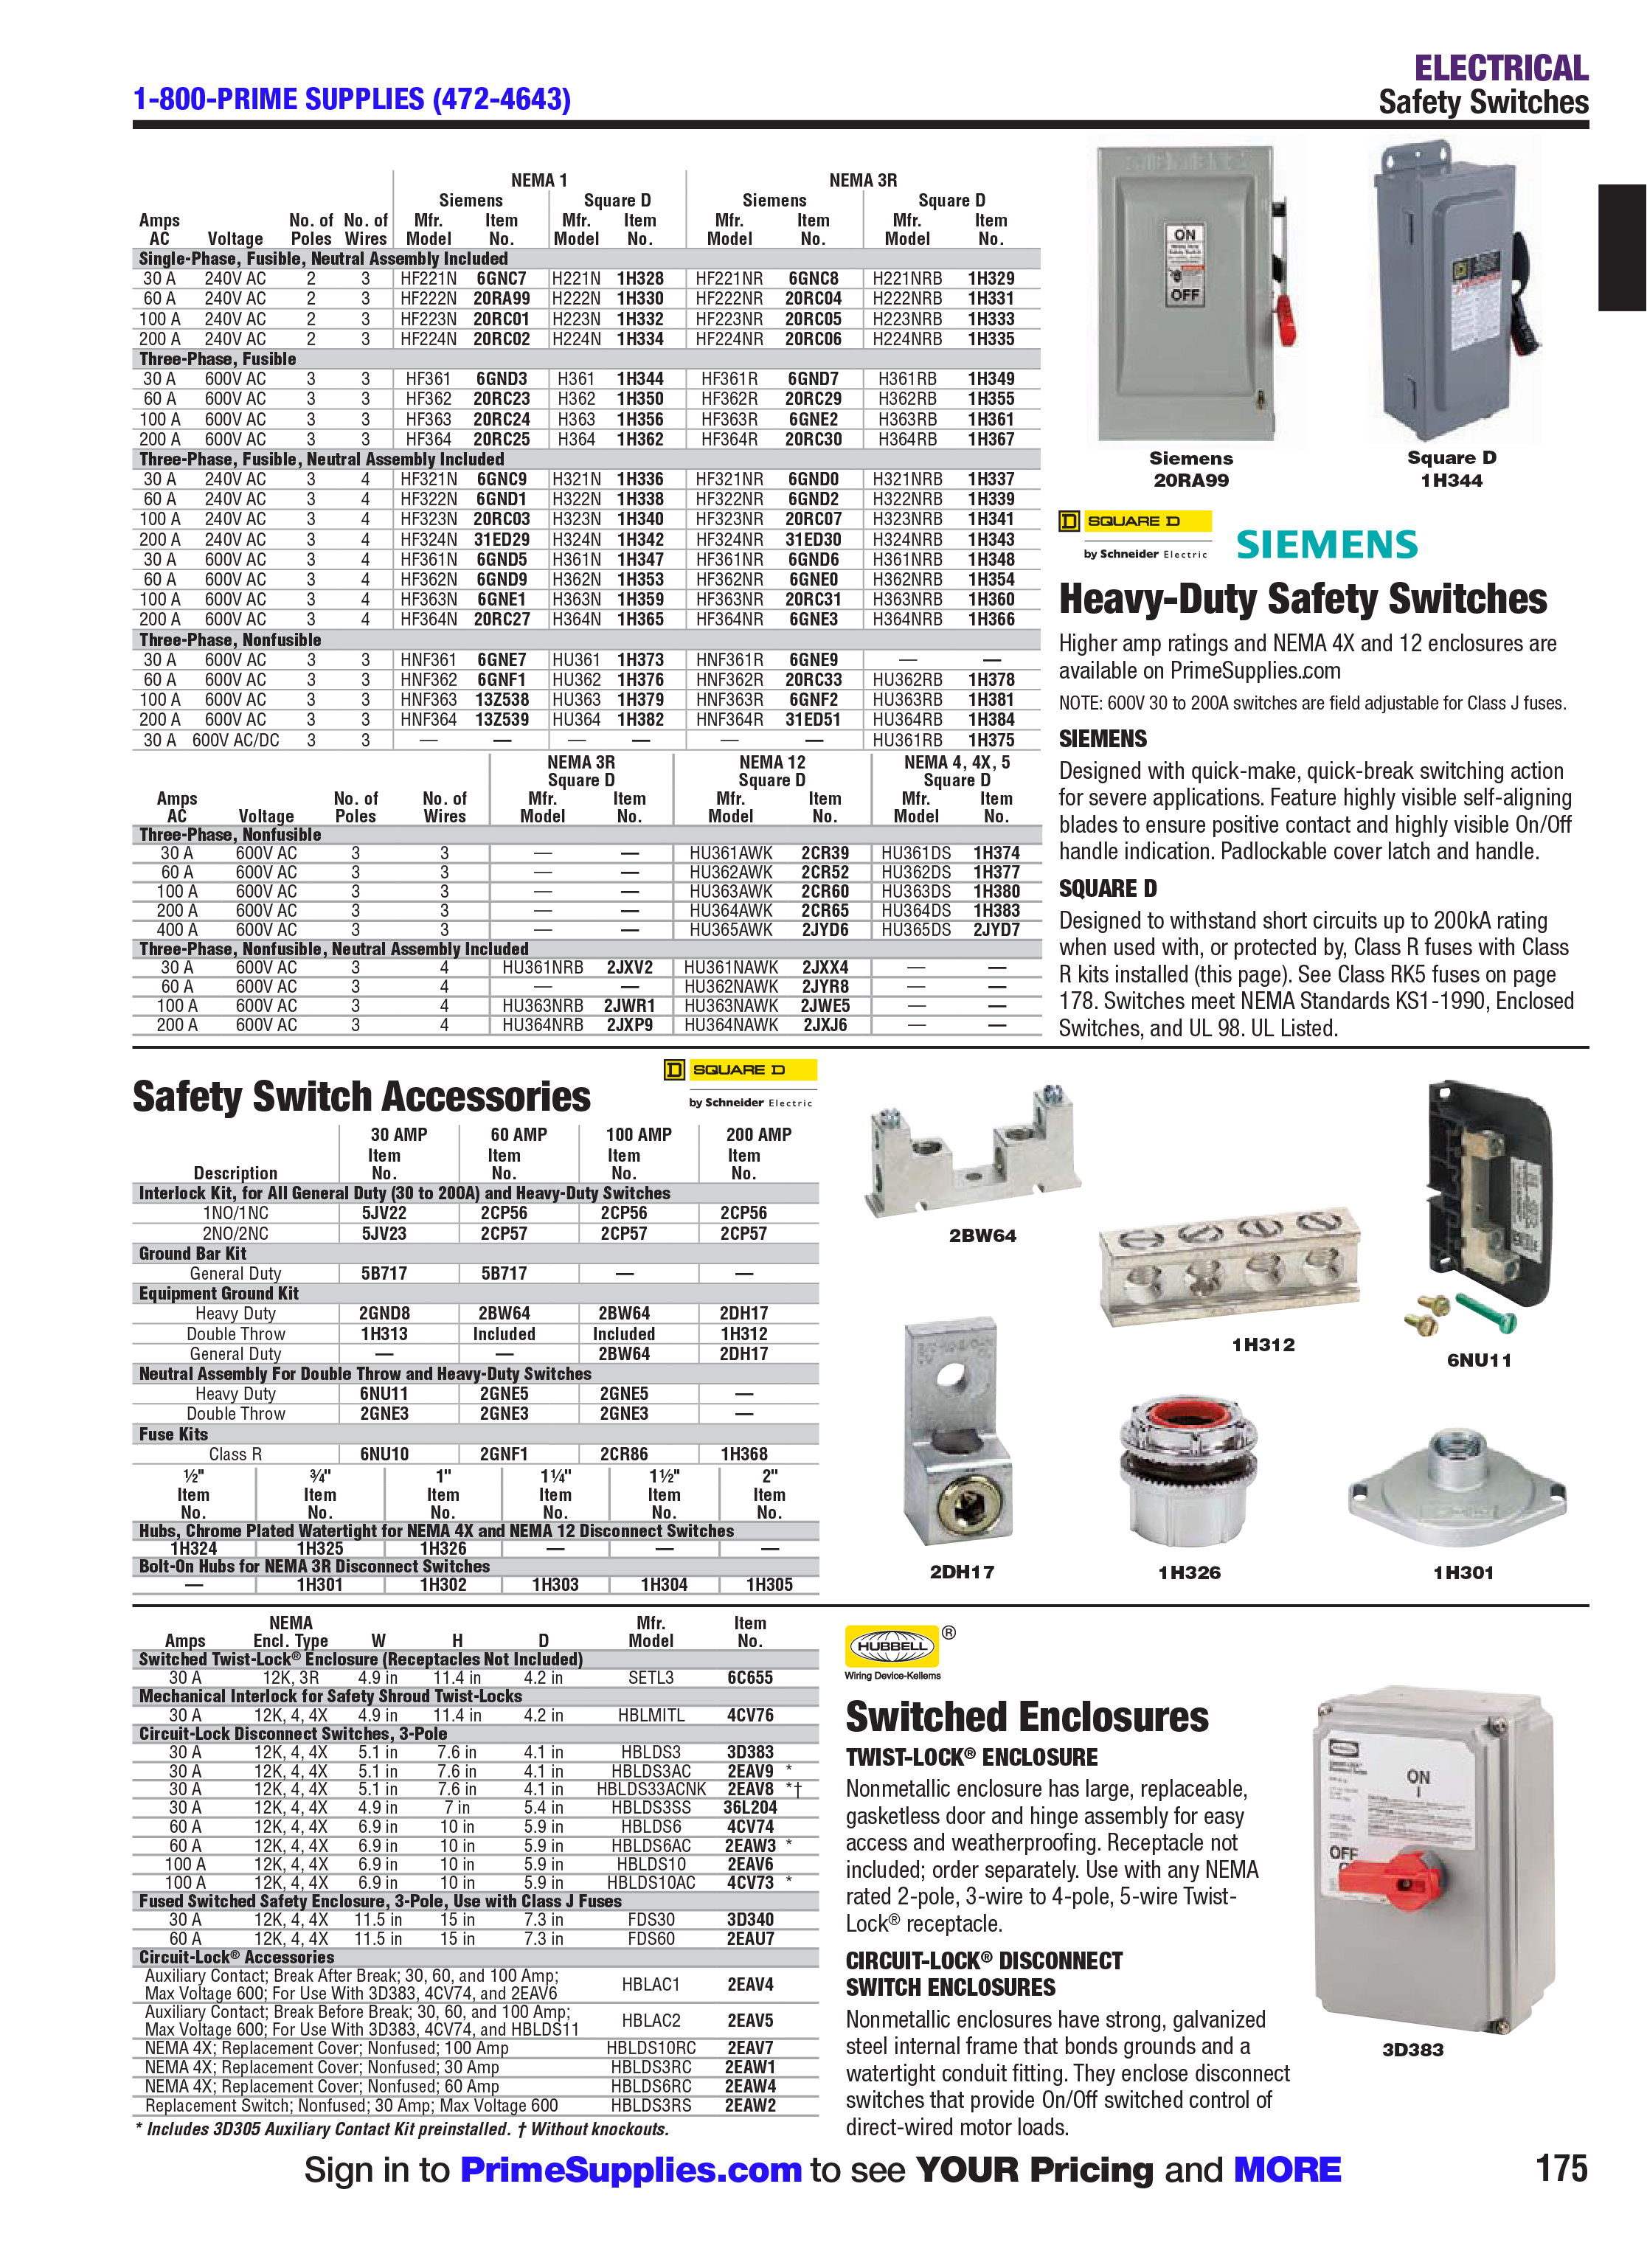 ELECTRICAL
1-800-PRIME SUPPLIES (472-4643)
Safety Switches
NEMA 1 NEMA 3R
Siemens Square D Siemens Square D
Amps No. of No. of Mfr. Item Mfr. Item Mfr. Item Mfr. Item
AC Voltage Poles Wires Model No. Model No. Model No. Model No.
Single-Phase, Fusible, Neutral Assembly Included
30 A 240V AC 2 3 HF221N 6GNC7 H221N 1H328 HF221NR 6GNC8 H221NRB 1H329
60 A 240V AC 2 3 HF222N 20RA99 H222N 1H330 HF222NR 20RC04 H222NRB 1H331
100 A 240V AC 2 3 HF223N 20RC01 H223N 1H332 HF223NR 20RC05 H223NRB 1H333
200 A 240V AC 2 3 HF224N 20RC02 H224N 1H334 HF224NR 20RC06 H224NRB 1H335
Three-Phase, Fusible
30 A 600V AC 3 3 HF361 6GND3 H361 1H344 HF361R 6GND7 H361RB 1H349
60 A 600V AC 3 3 HF362 20RC23 H362 1H350 HF362R 20RC29 H362RB 1H355
100 A 600V AC 3 3 HF363 20RC24 H363 1H356 HF363R 6GNE2 H363RB 1H361
200 A 600V AC 3 3 HF364 20RC25 H364 1H362 HF364R 20RC30 H364RB 1H367
Three-Phase, Fusible, Neutral Assembly Included
30 A 240V AC 3 4 HF321N 6GNC9 H321N 1H336 HF321NR 6GND0 H321NRB 1H337
60 A 240V AC 3 4 HF322N 6GND1 H322N 1H338 HF322NR 6GND2 H322NRB 1H339
100 A 240V AC 3 4 HF323N 20RC03 H323N 1H340 HF323NR 20RC07 H323NRB 1H341
200 A 240V AC 3 4 HF324N 31ED29 H324N 1H342 HF324NR 31ED30 H324NRB 1H343
30 A 600V AC 3 4 HF361N 6GND5 H361N 1H347 HF361NR 6GND6 H361NRB 1H348
60 A 600V AC 3 4 HF362N 6GND9 H362N 1H353 HF362NR 6GNE0 H362NRB 1H354
100 A 600V AC 3 4 HF363N 6GNE1 H363N 1H359 HF363NR 20RC31 H363NRB 1H360
200 A 600V AC 3 4 HF364N 20RC27 H364N 1H365 HF364NR 6GNE3 H364NRB 1H366
Three-Phase, Nonfusible
30 A 600V AC 3 3 HNF361 6GNE7 HU361 1H373 HNF361R 6GNE9 — —
60 A 600V AC 3 3 HNF362 6GNF1 HU362 1H376 HNF362R 20RC33 HU362RB 1H378
100 A 600V AC 3 3 HNF363 13Z538 HU363 1H379 HNF363R 6GNF2 HU363RB 1H381
200 A 600V AC 3 3 HNF364 13Z539 HU364 1H382 HNF364R 31ED51 HU364RB 1H384
30 A 600V AC/DC 3 3 — — — — — — HU361RB 1H375
NEMA 3R NEMA 12 NEMA 4, 4X, 5
Square D Square D Square D
Amps No. of No. of Mfr. Item Mfr. Item Mfr. Item
AC Voltage Poles Wires Model No. Model No. Model No.
Three-Phase, Nonfusible
30 A 600V AC 3 3 — — HU361AWK 2CR39 HU361DS 1H374
60 A 600V AC 3 3 — — HU362AWK 2CR52 HU362DS 1H377
100 A 600V AC 3 3 — — HU363AWK 2CR60 HU363DS 1H380
200 A 600V AC 3 3 — — HU364AWK 2CR65 HU364DS 1H383
400 A 600V AC 3 3 — — HU365AWK 2JYD6 HU365DS 2JYD7
Three-Phase, Nonfusible, Neutral Assembly Included
30 A 600V AC 3 4 HU361NRB 2JXV2 HU361NAWK 2JXX4 — —
60 A 600V AC 3 4 — — HU362NAWK 2JYR8 — —
100 A 600V AC 3 4 HU363NRB 2JWR1 HU363NAWK 2JWE5 — —
200 A 600V AC 3 4 HU364NRB 2JXP9 HU364NAWK 2JXJ6 — —
ON
OFF
Siemens
20RA99
Square D
1H344
SQUARE D
by Schneider Electric
SIEMENS
Heavy-Duty Safety Switches
Higher amp ratings and NEMA 4X and 12 enclosures are
available on PrimeSupplies..com
NOTE: 600V 30 to 200A switches are field adjustable for Class J fuses.
SIEMENS
Designed with quick-make, quick-break switching action
for severe applications. Feature highly visible self-aligning
blades to ensure positive contact and highly visible On/Off
handle indication. Padlockable cover latch and handle.
SQUARE D
Designed to withstand short circuits up to 200kA rating
when used with, or protected by, Class R fuses with Class
R kits installed (this page). See Class RK5 fuses on page
178. Switches meet NEMA Standards KS1-1990, Enclosed
Switches, and UL 98. UL Listed.
Safety Switch Accessories
SQUARE D
by Schneider Electric
30 AMP 60 AMP 100 AMP 200 AMP
Item Item Item Item
Description No. No. No. No.
Interlock Kit, for All General Duty (30 to 200A) and Heavy-Duty Switches
1NO/1NC 5JV22 2CP56 2CP56 2CP56
2NO/2NC 5JV23 2CP57 2CP57 2CP57
Ground Bar Kit
General Duty 5B717 5B717 — —
Equipment Ground Kit
Heavy Duty 2GND8 2BW64 2BW64 2DH17
Double Throw 1H313 Included Included 1H312
General Duty — — 2BW64 2DH17
Neutral Assembly For Double Throw and Heavy-Duty Switches
Heavy Duty 6NU11 2GNE5 2GNE5 —
Double Throw 2GNE3 2GNE3 2GNE3 —
Fuse Kits
Class R 6NU10 2GNF1 2CR86 1H368
½" ¾" 1" 1¼" 1½" 2"
Item Item Item Item Item Item
No. No. No. No. No. No.
Hubs, Chrome Plated Watertight for NEMA 4X and NEMA 12 Disconnect Switches
1H324 1H325 1H326 — — —
Bolt-On Hubs for NEMA 3R Disconnect Switches
— 1H301 1H302 1H303 1H304 1H305
2BW64
1H312
6NU11
2DH17
1H326
1H301
NEMA Mfr. Item
Amps Encl. Type W H D Model No.
Switched Twist-Lock® Enclosure (Receptacles Not Included)
30 A 12K, 3R 4.9 in 11.4 in 4.2 in SETL3 6C655
Mechanical Interlock for Safety Shroud Twist-Locks
30 A 12K, 4, 4X 4.9 in 11.4 in 4.2 in HBLMITL 4CV76
Circuit-Lock Disconnect Switches, 3-Pole
30 A 12K, 4, 4X 5.1 in 7.6 in 4.1 in HBLDS3 3D383
30 A 12K, 4, 4X 5.1 in 7.6 in 4.1 in HBLDS3AC 2EAV9 *
30 A 12K, 4, 4X 5.1 in 7.6 in 4.1 in HBLDS33ACNK 2EAV8 *†
30 A 12K, 4, 4X 4.9 in 7 in 5.4 in HBLDS3SS 36L204
60 A 12K, 4, 4X 6.9 in 10 in 5.9 in HBLDS6 4CV74
60 A 12K, 4, 4X 6.9 in 10 in 5.9 in HBLDS6AC 2EAW3 *
100 A 12K, 4, 4X 6.9 in 10 in 5.9 in HBLDS10 2EAV6
100 A 12K, 4, 4X 6.9 in 10 in 5.9 in HBLDS10AC 4CV73 *
Fused Switched Safety Enclosure, 3-Pole, Use with Class J Fuses
30 A 12K, 4, 4X 11.5 in 15 in 7.3 in FDS30 3D340
60 A 12K, 4, 4X 11.5 in 15 in 7.3 in FDS60 2EAU7
Circuit-Lock® Accessories
Auxiliary Contact; Break After Break; 30, 60, and 100 Amp;
Max Voltage 600; For Use With 3D383, 4CV74, and 2EAV6 HBLAC1 2EAV4
Auxiliary Contact; Break Before Break; 30, 60, and 100 Amp;
Max Voltage 600; For Use With 3D383, 4CV74, and HBLDS11 HBLAC2 2EAV5
NEMA 4X; Replacement Cover; Nonfused; 100 Amp HBLDS10RC 2EAV7
NEMA 4X; Replacement Cover; Nonfused; 30 Amp HBLDS3RC 2EAW1
NEMA 4X; Replacement Cover; Nonfused; 60 Amp HBLDS6RC 2EAW4
Replacement Switch; Nonfused; 30 Amp; Max Voltage 600 HBLDS3RS 2EAW2
* Includes 3D305 Auxiliary Contact Kit preinstalled. † Without knockouts.
HUBBELL ®
Wiring Device-Kellems
Switched Enclosures
TWIST-LOCK® ENCLOSURE
Nonmetallic enclosure has large, replaceable,
gasketless door and hinge assembly for easy
access and weatherproofing. Receptacle not
included; order separately. Use with any NEMA
rated 2-pole, 3-wire to 4-pole, 5-wire Twist-
Lock® receptacle.
CIRCUIT-LOCK® DISCONNECT
SWITCH ENCLOSURES
Nonmetallic enclosures have strong, galvanized
steel internal frame that bonds grounds and a
watertight conduit fitting. They enclose disconnect
switches that provide On/Off switched control of
direct-wired motor loads.
ON
OFF
3D383
Sign in to PrimeSupplies.com to see YOUR Pricing and MORE
175